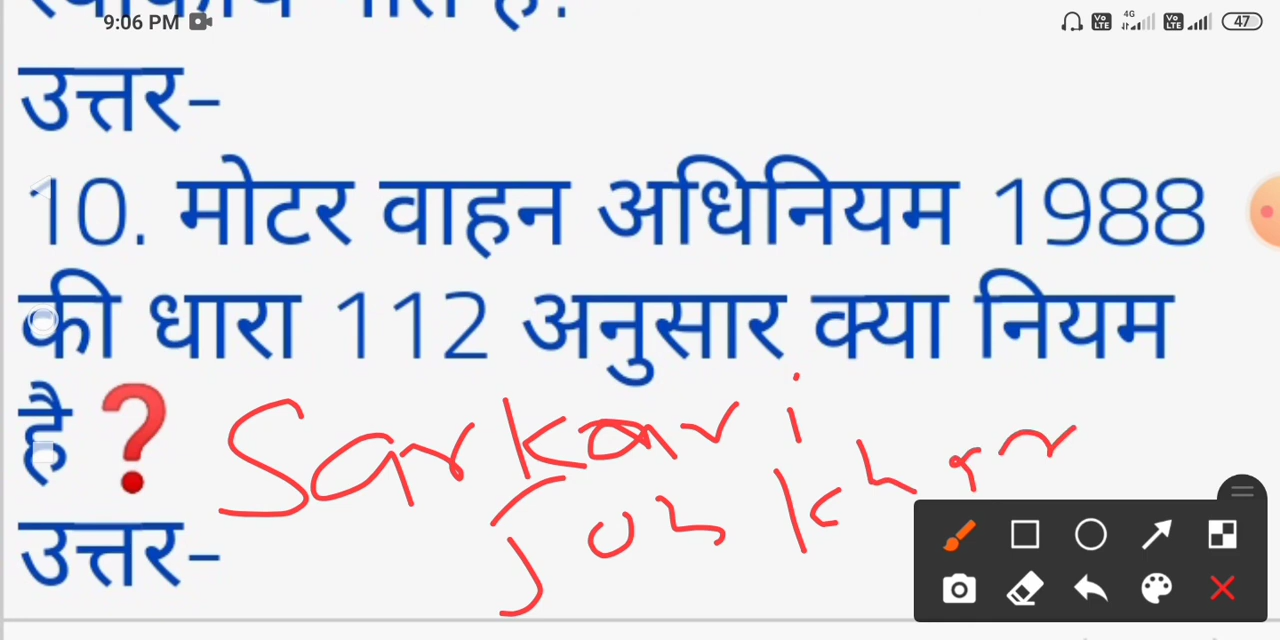 9:06 PM 4G 47
उत्तर-
10. मोटर वाहन अधिनियम 1988
की धारा 112 अनुसार क्या नियम
है❓
Sarkari
Job khar
उत्तर-